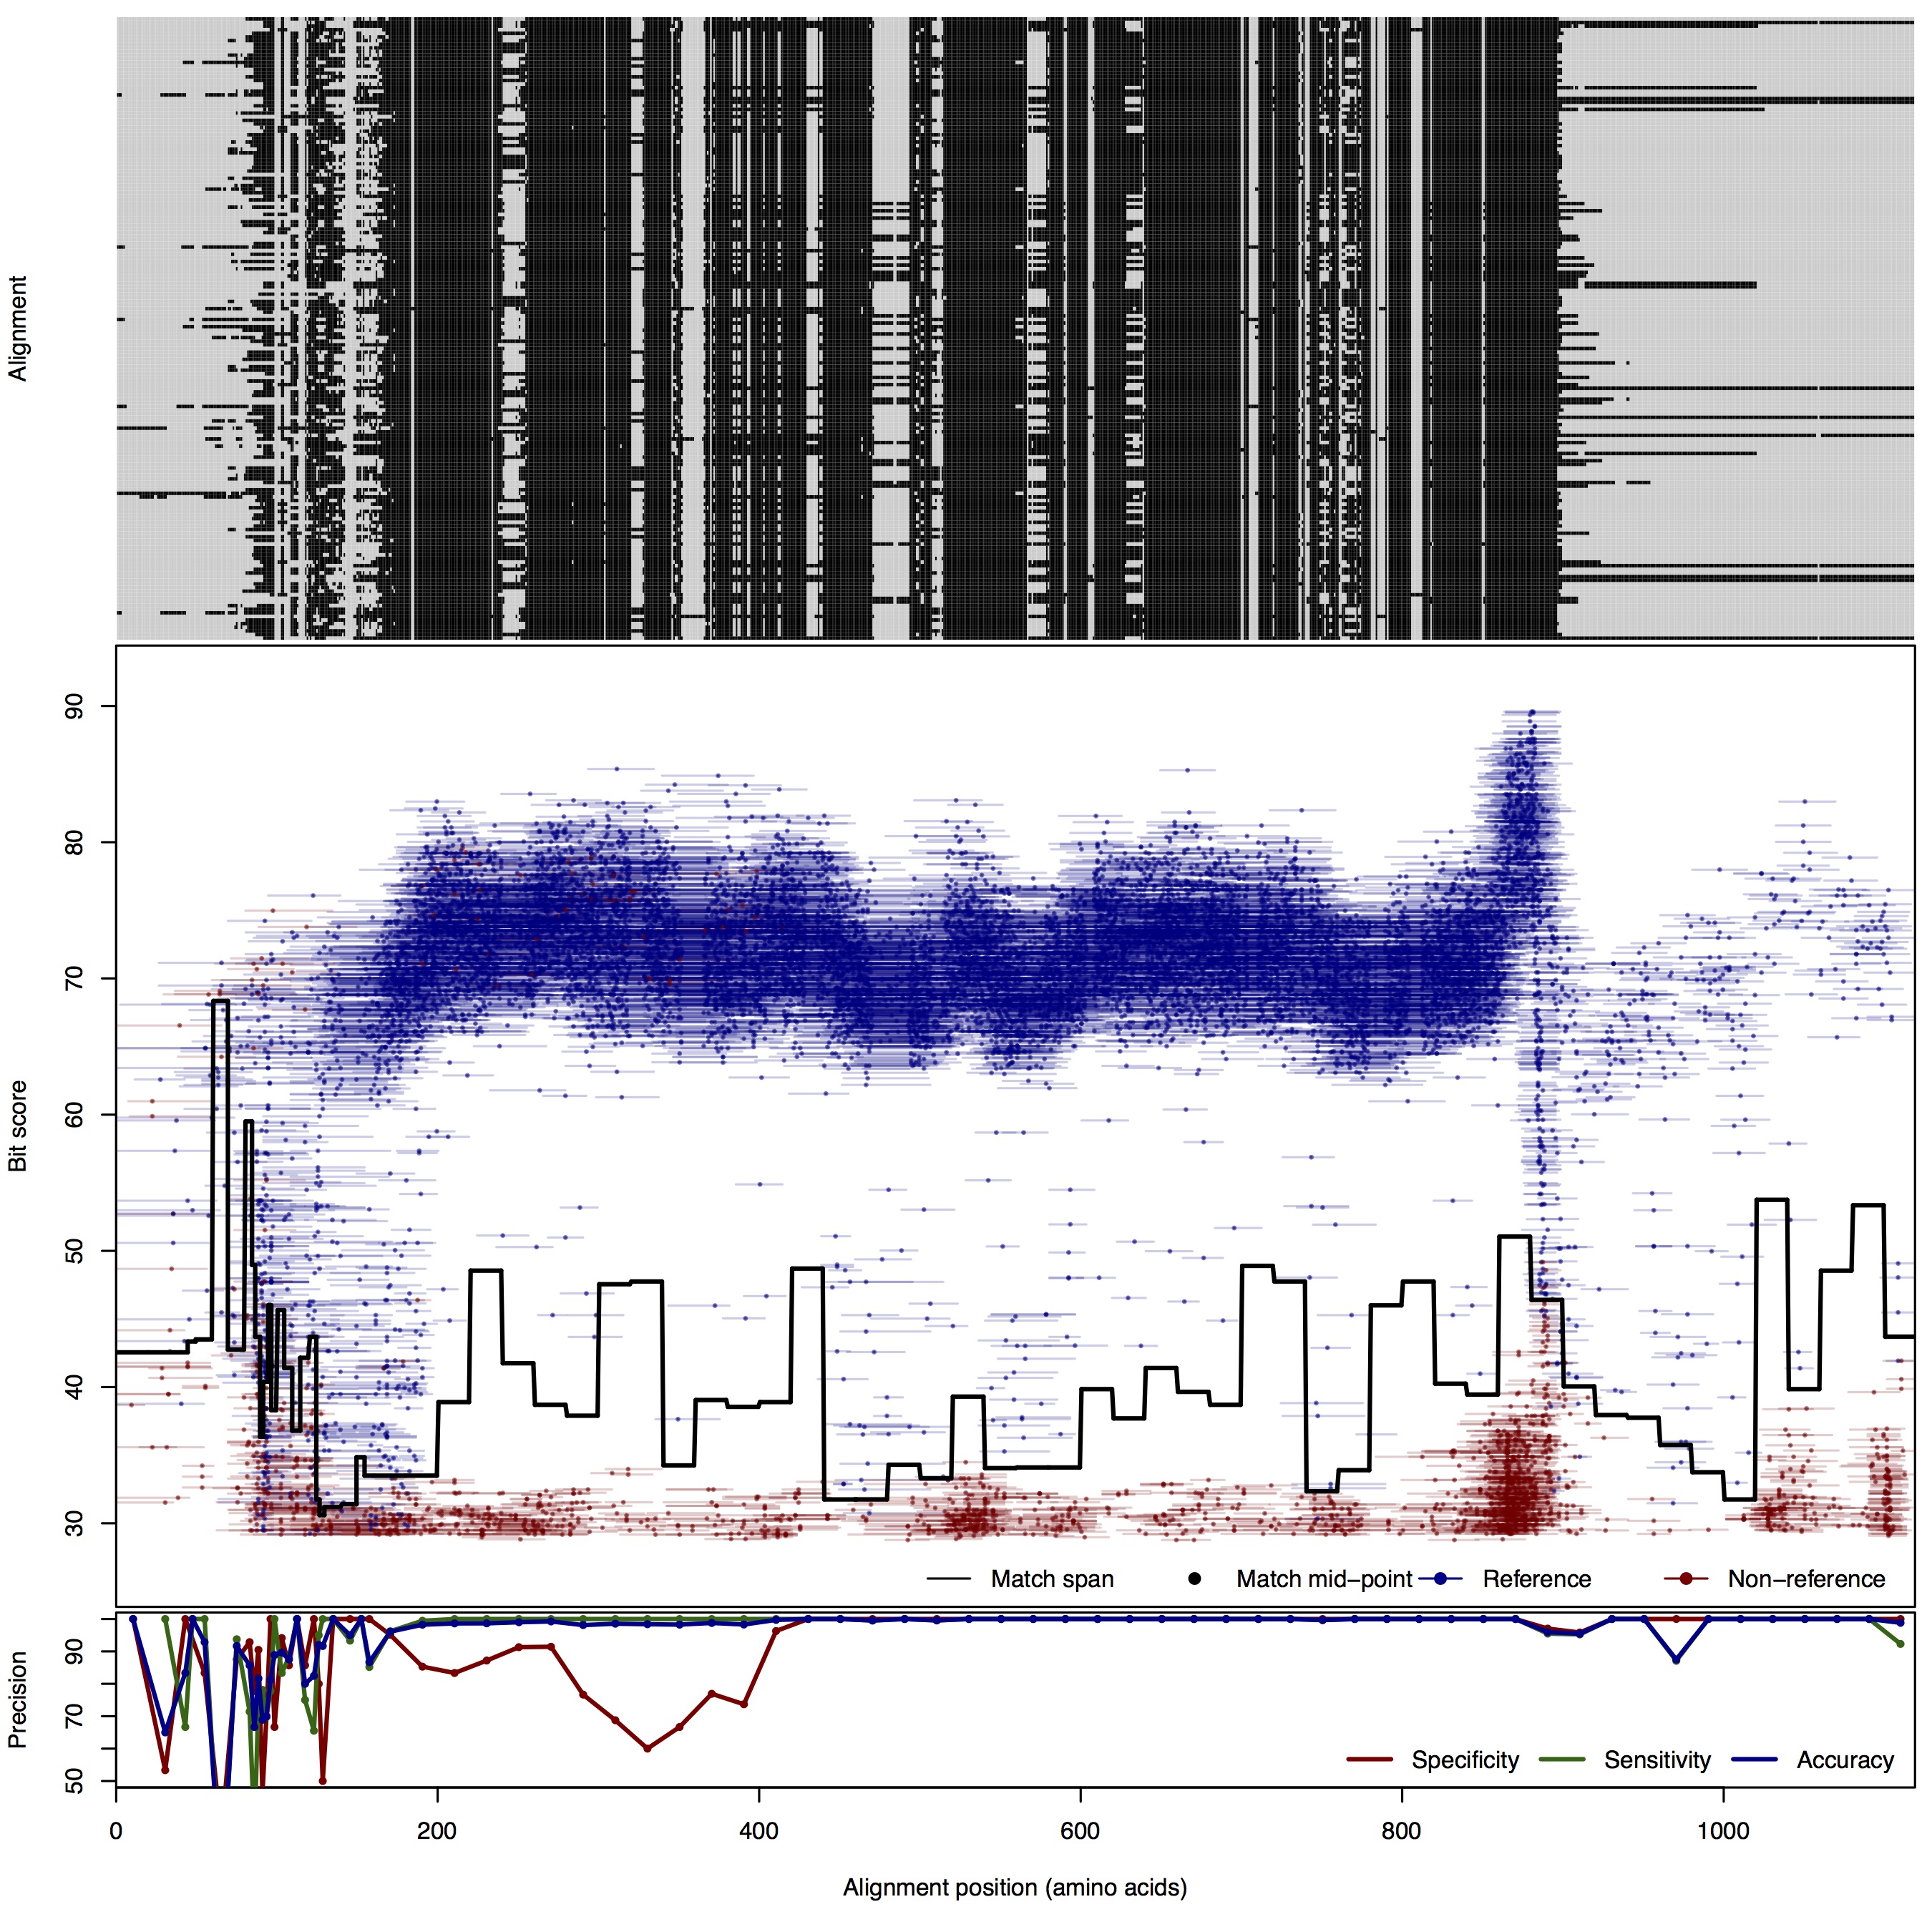 Alignment
90
80
70
60
50
40
30
Bit score
Match span Match mid−point Reference Non−reference
90
70
50
Precision
Specificity Sensitivity Accuracy
0 200 400 600 800 1000
Alignment position (amino acids)